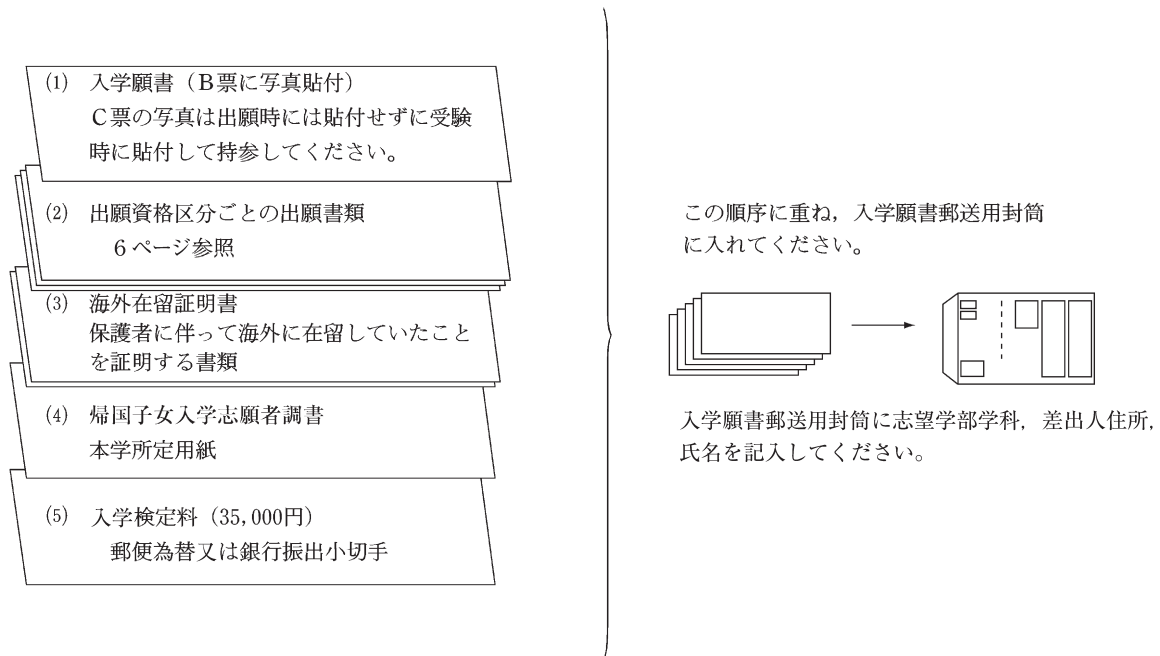 (1) 入学願書（Ｂ票に写真貼付）
Ｃ票の写真は出願時には貼付せずに受験
時に貼付して持参してください。
(2) 出願資格区分ごとの出願書類
６ページ参照
(3) 海外在留証明書
保護者に伴って海外に在留していたこと
を証明する書類
(4) 帰国子女入学志願者調書
本学所定用紙
(5) 入学検定料（35,000円）
郵便為替又は銀行振出小切手
この順序に重ね，入学願書郵送用封筒
に入れてください。
入学願書郵送用封筒に志望学部学科，差出人住所，
氏名を記入してください。